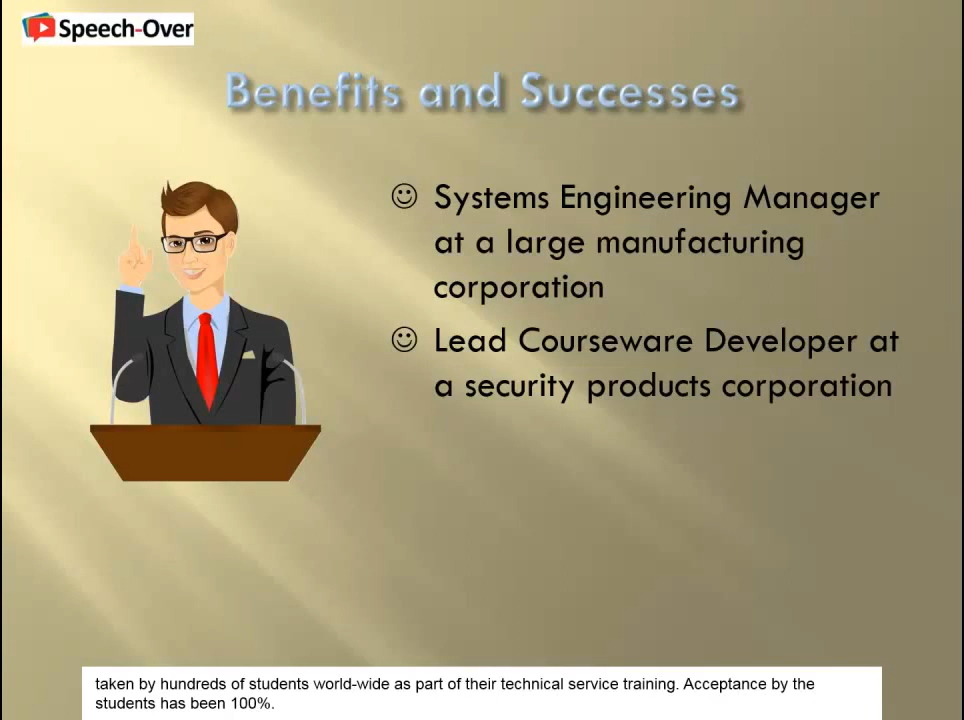 Speech-Over
Benefits and Successes
☺ Systems Engineering Manager
at a large manufacturing
corporation
☺ Lead Courseware Developer at
a security products corporation
taken by hundreds of students world-wide as part of their technical service training. Acceptance by the
students has been 100%.